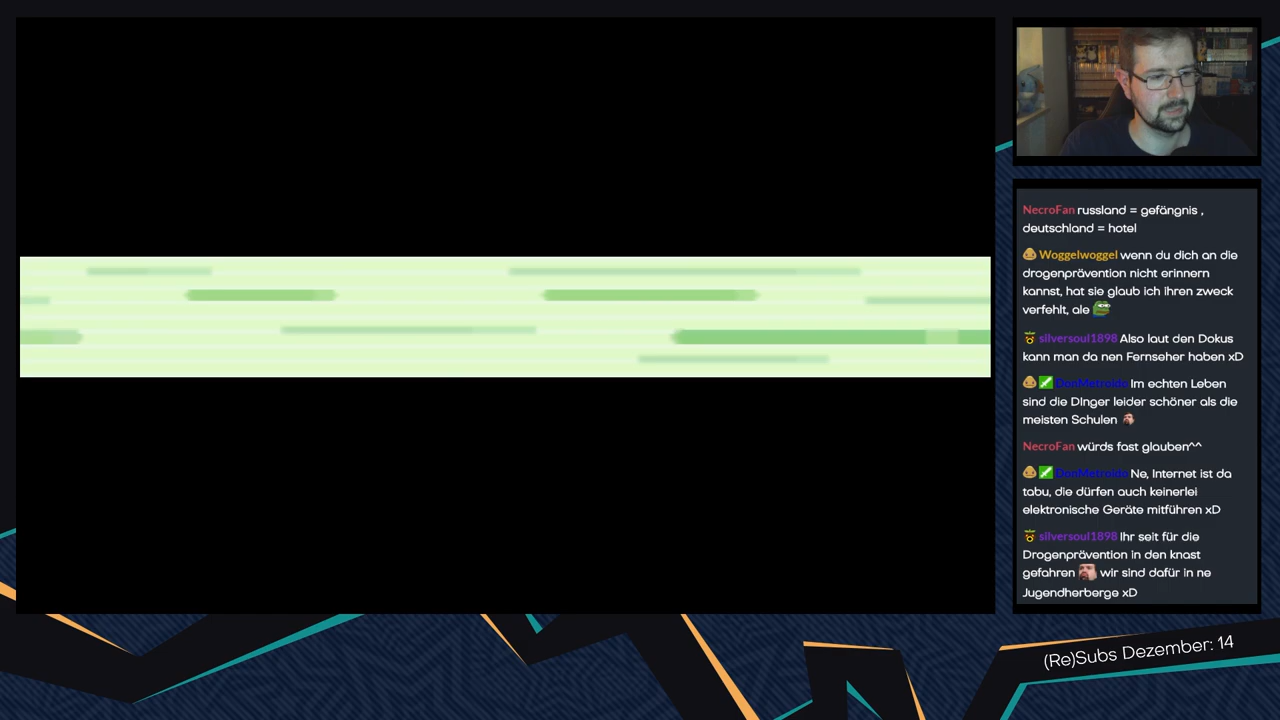 NecroFan russland = gefängnis ,
deutschland = hotel
Woggelwoggel wenn du dich an die
drogenprävention nicht erinnern
kannst, hat sie glaub ich ihren zweck
verfehlt, ale
silversoul1898 Also laut den Dokus
kann man da nen Fernseher haben xD
DonMetroido Im echten Leben
sind die DInger leider schöner als die
meisten Schulen
NecroFan würds fast glauben^^
DonMetroido Ne, Internet ist da
tabu, die dürfen auch keinerlei
elektronische Geräte mitführen xD
silversoul1898 Ihr seit für die
Drogenprävention in den knast
gefahren wir sind dafür in ne
Jugendherberge xD
(Re)Subs Dezember: 14